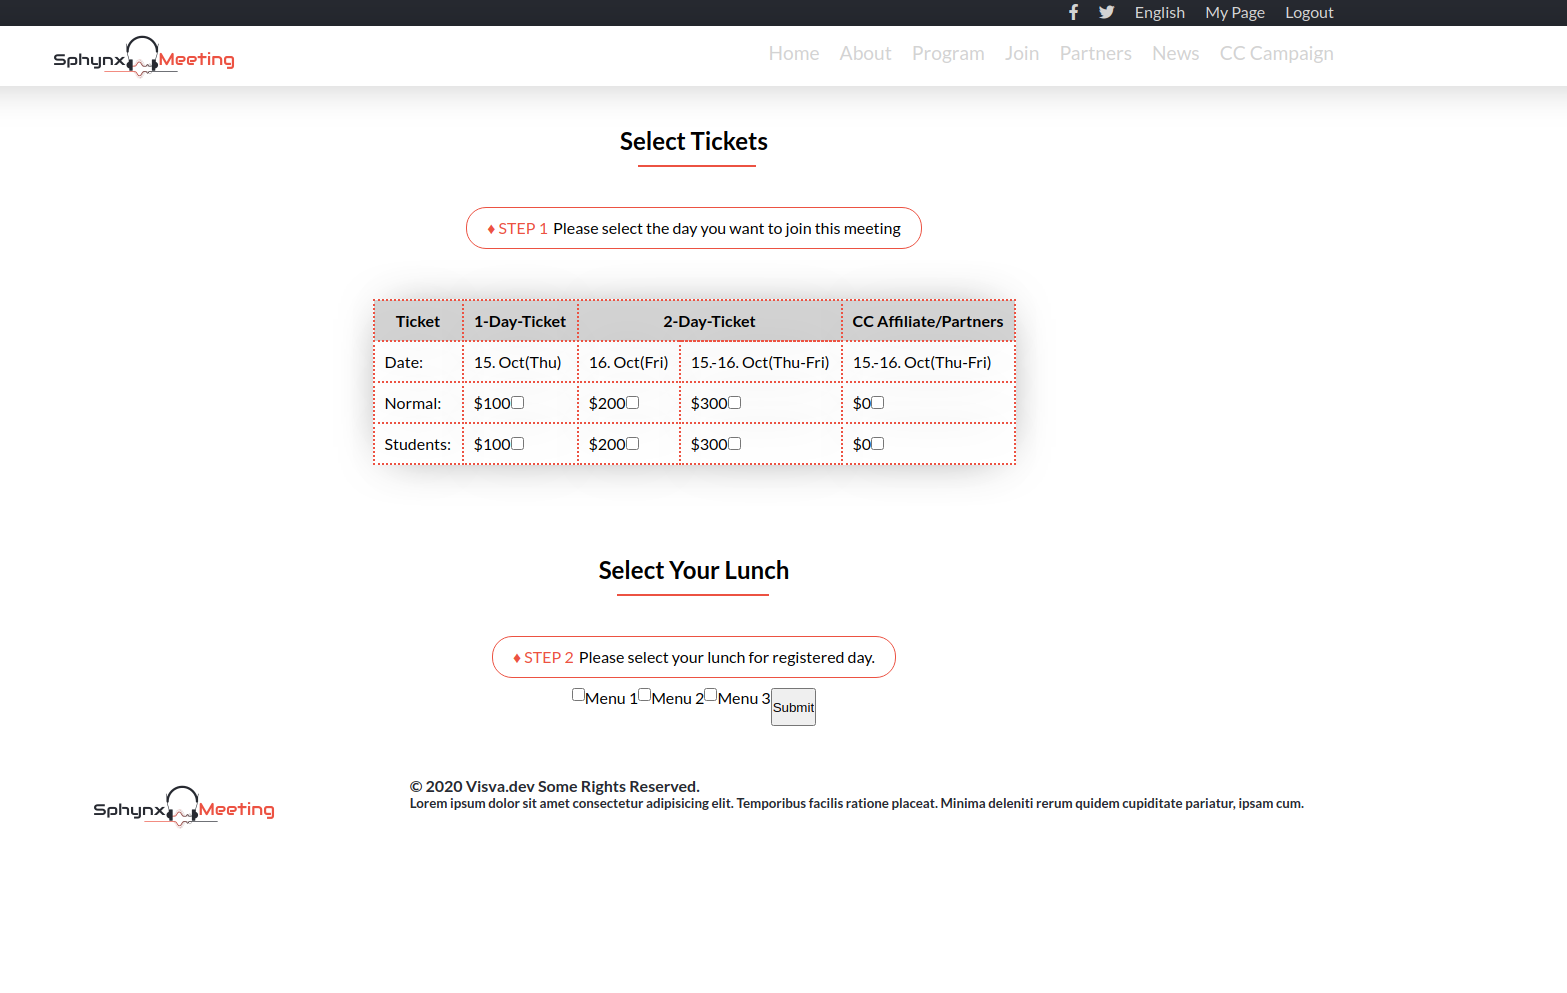 English My Page Logout
Sphynx Meeting
Home About Program Join Partners News CC Campaign
Select Tickets
♦ STEP 1 Please select the day you want to join this meeting
Ticket 1-Day-Ticket 2-Day-Ticket CC Affiliate/Partners
Date: 15. Oct(Thu) 16. Oct(Fri) 15.-16. Oct(Thu-Fri) 15.-16. Oct(Thu-Fri)
Normal: $100 $200 $300 $0
Students: $100 $200 $300 $0
Select Your Lunch
♦ STEP 2 Please select your lunch for registered day.
Menu 1 Menu 2 Menu 3 Submit
Sphynx Meeting
© 2020 Visva.dev Some Rights Reserved.
Lorem ipsum dolor sit amet consectetur adipisicing elit. Temporibus facilis ratione placeat. Minima deleniti rerum quidem cupiditate pariatur, ipsam cum.